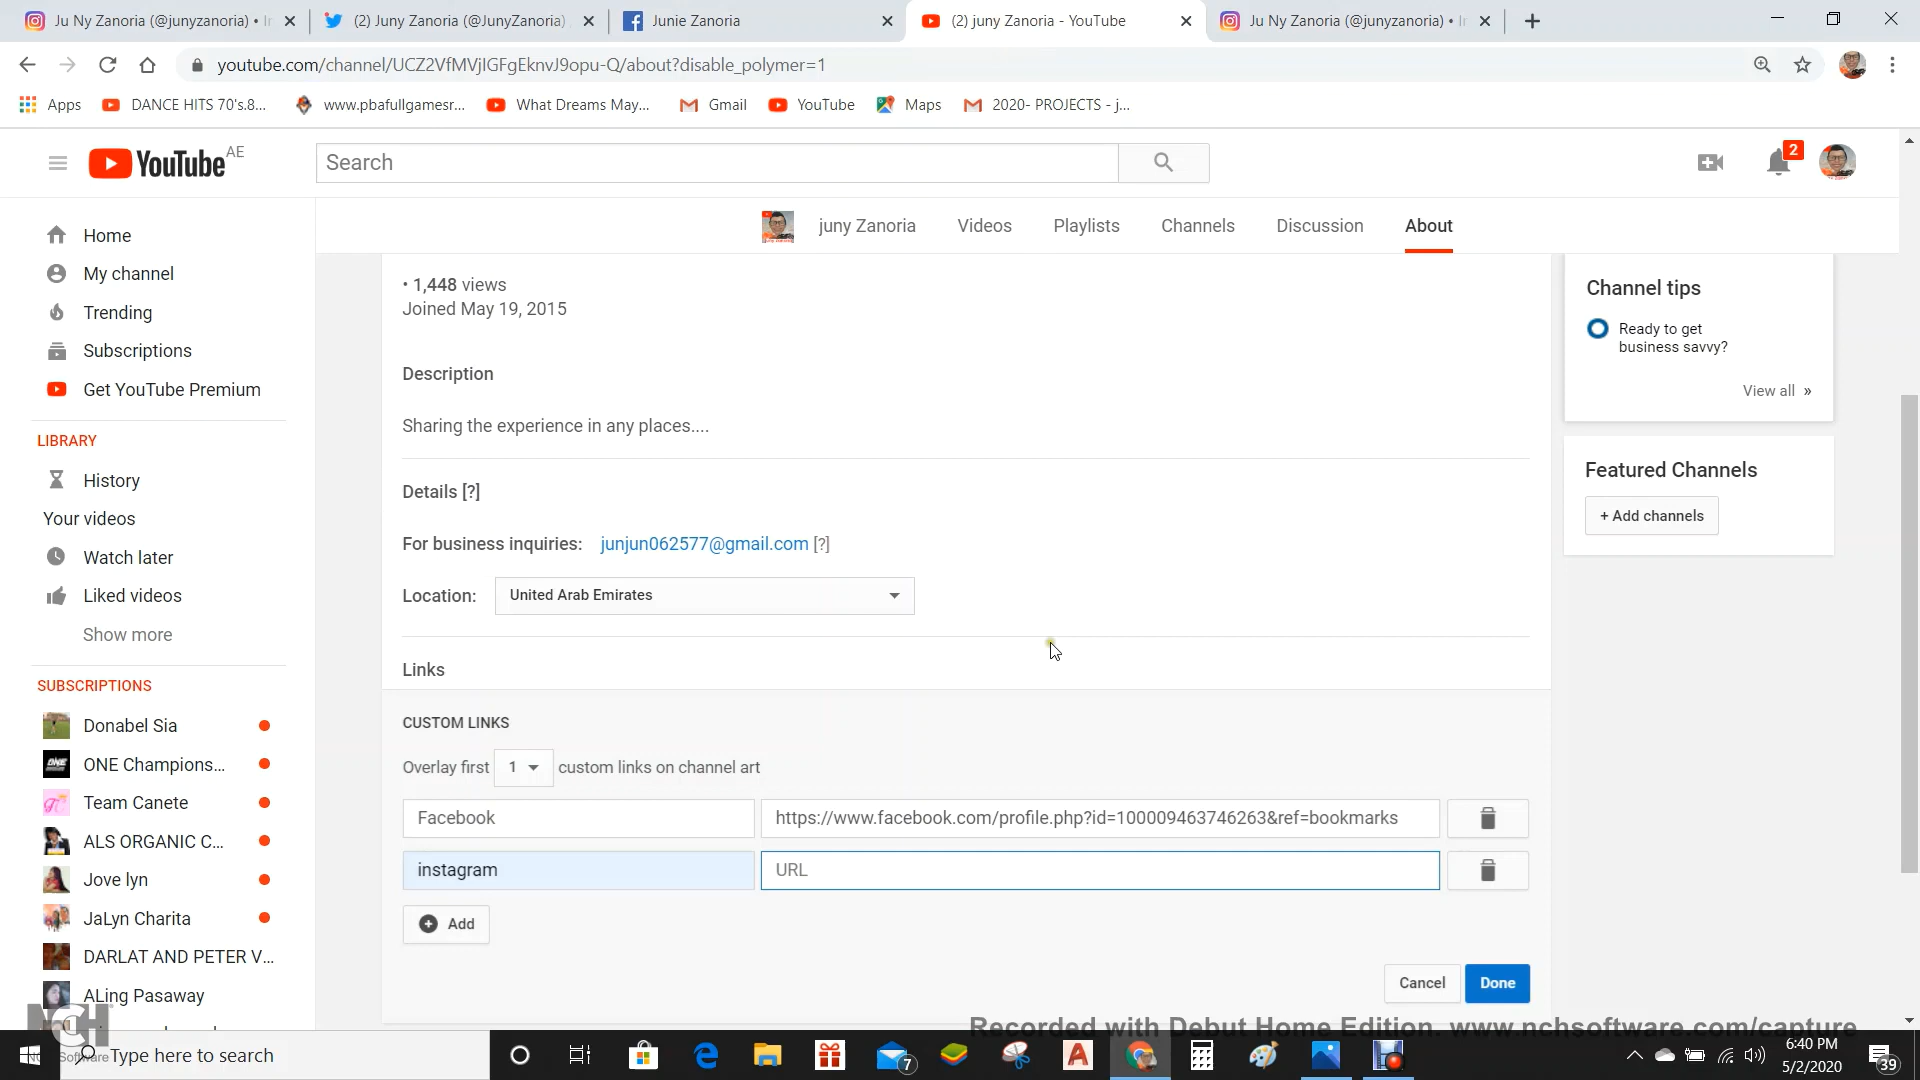 Ju Ny Zanoria (@junyzanoria) • In
(2) Juny Zanoria (@JunyZanoria)
Junie Zanoria
(2) juny Zanoria - YouTube
Ju Ny Zanoria (@junyzanoria) • In
youtube.com/channel/UCZ2VfMVjIGFgEknvJ9opu-Q/about?disable_polymer=1
Apps
DANCE HITS 70's.8...
www.pbafullgamesr...
What Dreams May...
Gmail
YouTube
Maps
2020- PROJECTS - j...
YouTube AE
Search
2
Home
My channel
Trending
Subscriptions
Get YouTube Premium
LIBRARY
History
Your videos
Watch later
Liked videos
Show more
SUBSCRIPTIONS
Donabel Sia
ONE Champions...
Team Canete
ALS ORGANIC C...
Jove lyn
JaLyn Charita
DARLAT AND PETER V...
ALing Pasaway
juny Zanoria
Videos
Playlists
Channels
Discussion
About
• 1,448 views
Joined May 19, 2015
Description
Sharing the experience in any places....
Details [?]
For business inquiries: junjun062577@gmail.com [?]
Location: United Arab Emirates
Links
CUSTOM LINKS
Overlay first 1 custom links on channel art
Facebook
https://www.facebook.com/profile.php?id=100009463746263&ref=bookmarks
instagram
URL
Add
Cancel
Done
Channel tips
Ready to get
business savvy?
View all »
Featured Channels
+ Add channels
NCH
Software
Recorded with Debut Home Edition. www.nchsoftware.com/capture
Type here to search
7
6:40 PM
5/2/2020
39